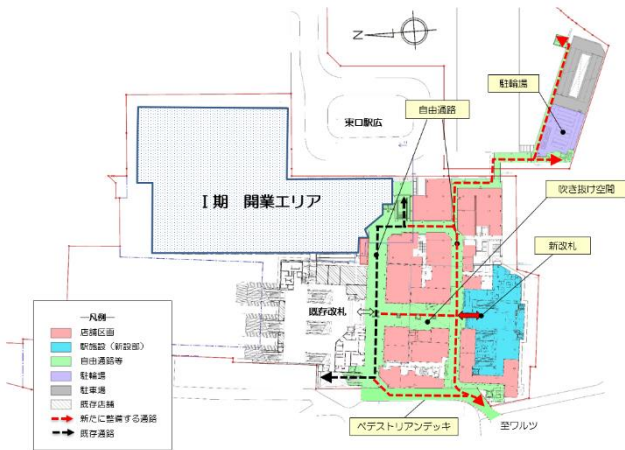 N
駐輪場
自由通路
東口駅広
吹き抜け空間
Ⅰ期 開業エリア
新改札
既存改札
―凡例―
店舗区画
駅施設（新設部）
自由通路等
駐輪場
駐車場
既存店舗
新たに整備する通路
既存通路
ペデストリアンデッキ
至ワルツ